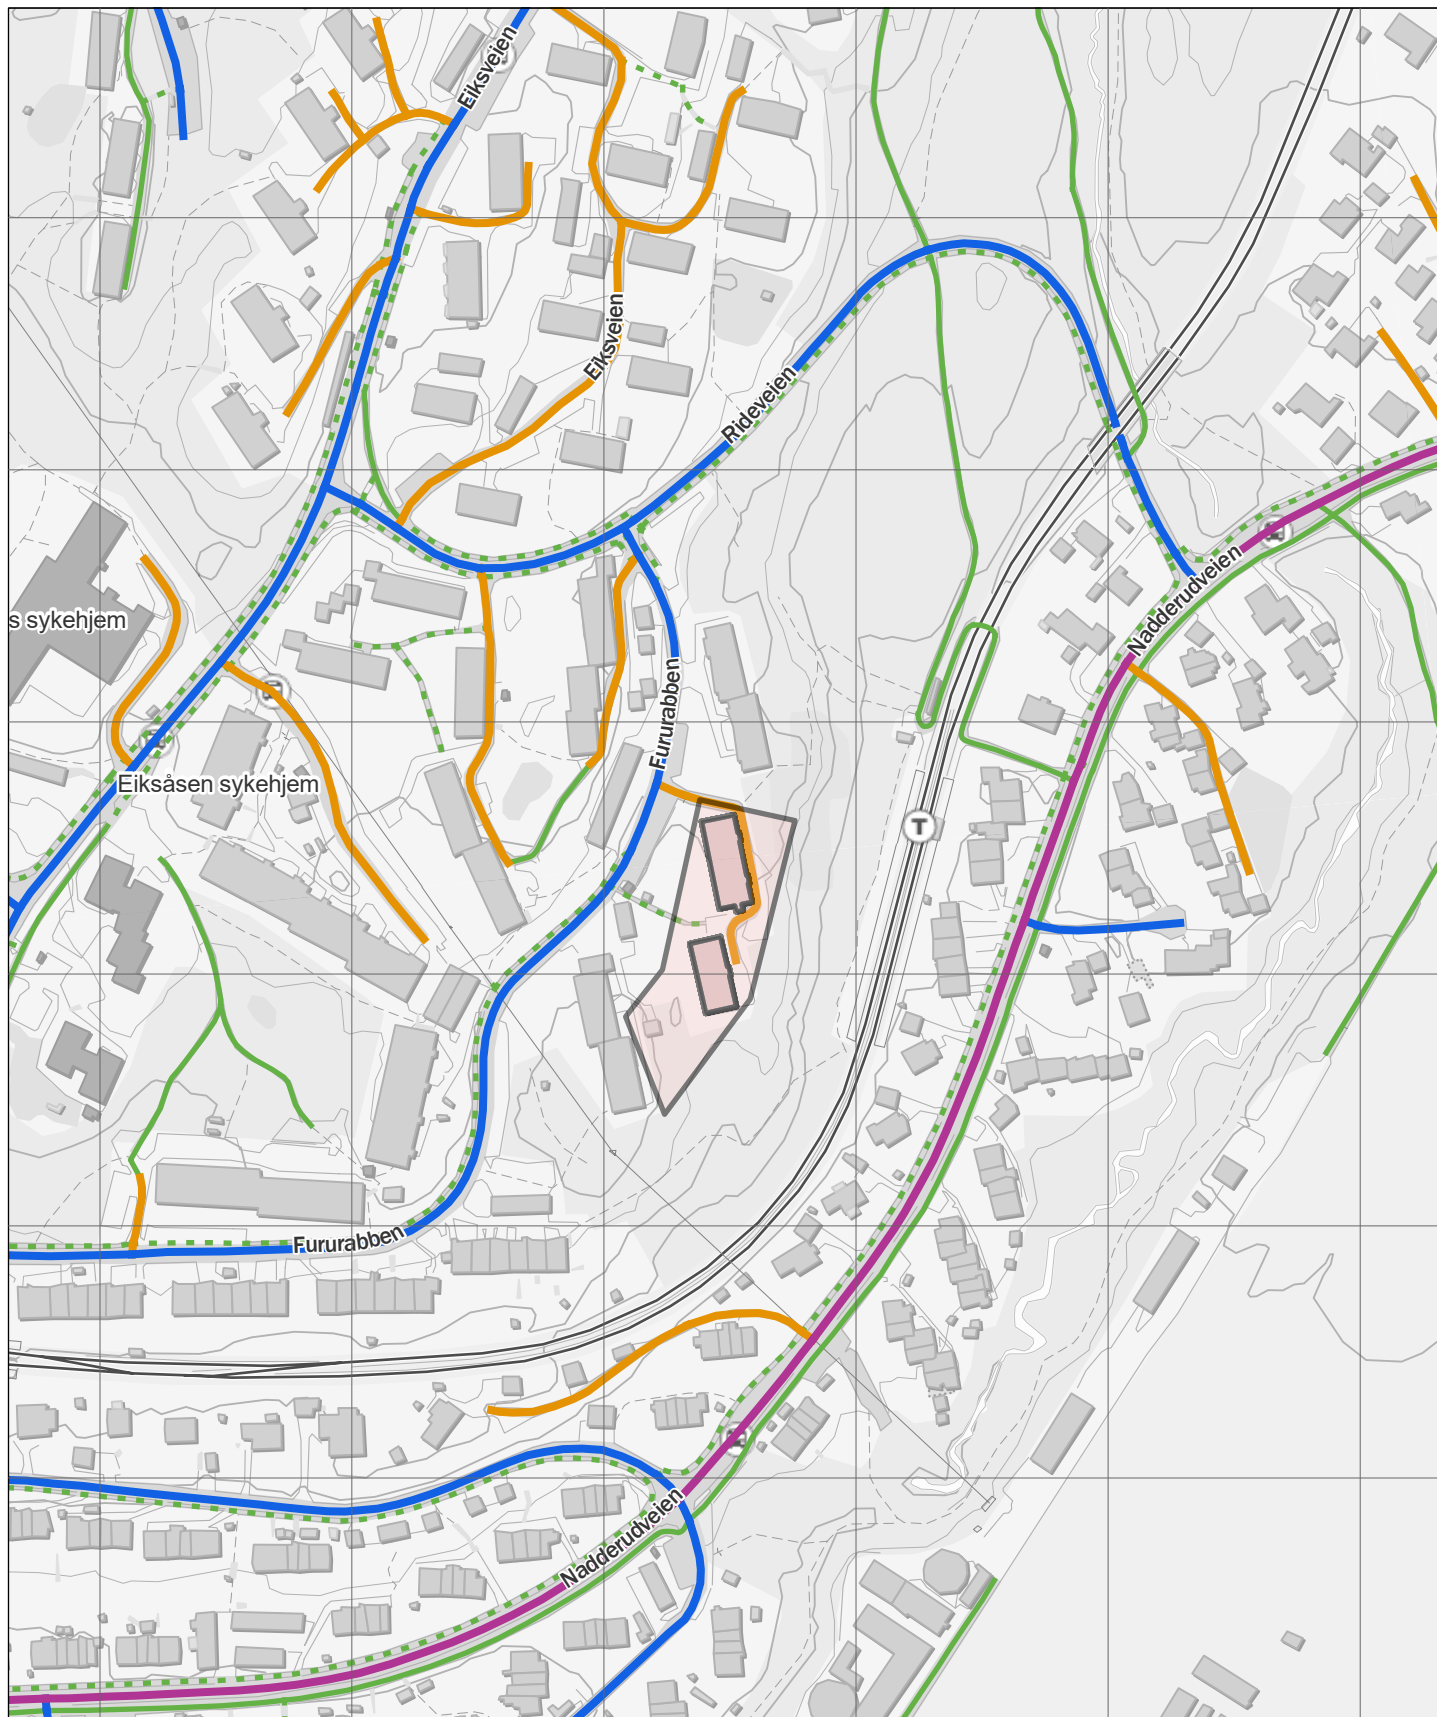 Eiksveien
Eiksveien
Rideveien
Nadderudveien
s sykehjem
Fururabben
Eiksåsen sykehjem
T
Fururabben
Nadderudveien